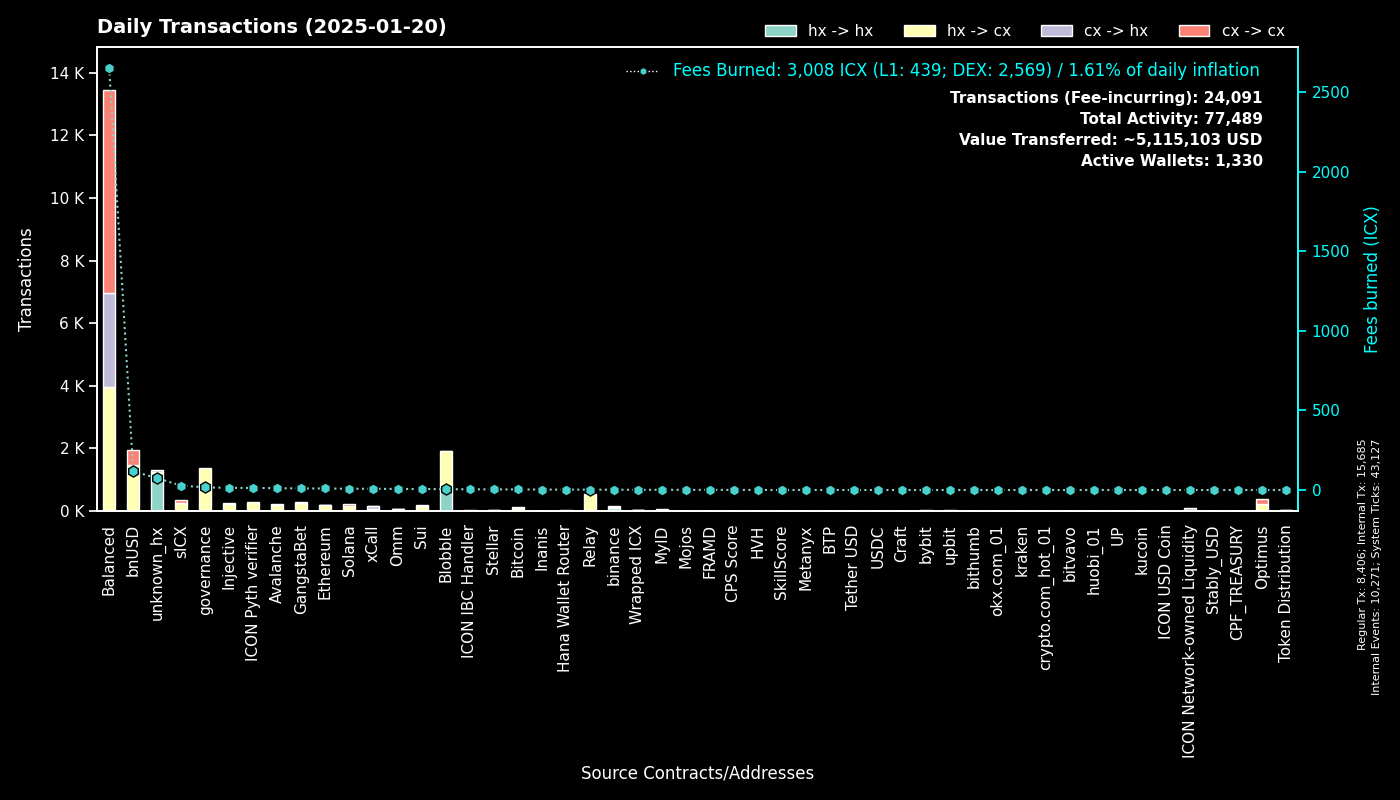 Daily Transactions (2025-01-20)
hx -> hx
hx -> cx
cx -> hx
cx -> cx
Fees Burned: 3,008 ICX (L1: 439; DEX: 2,569) / 1.61% of daily inflation
Transactions (Fee-incurring): 24,091
Total Activity: 77,489
Value Transferred: ~5,115,103 USD
Active Wallets: 1,330
Transactions
14 K
12 K
10 K
8 K
6 K
4 K
2 K
0 K
2500
2000
1500
1000
500
0
Fees burned (ICX)
Balanced
bnUSD
unknown_hx
sICX
governance
Injective
ICON Pyth verifier
Avalanche
GangstaBet
Ethereum
Solana
xCall
Omm
Sui
Blobble
ICON IBC Handler
Stellar
Bitcoin
Inanis
Hana Wallet Router
Relay
binance
Wrapped ICX
MyID
Mojos
FRAMD
CPS Score
HVH
SkillScore
Metanyx
BTP
Tether USD
USDC
Craft
bybit
upbit
bithumb
okx.com_01
kraken
crypto.com_hot_01
bitvavo
huobi_01
UP
kucoin
ICON USD Coin
ICON Network-owned Liquidity
Stably_USD
CPF_TREASURY
Optimus
Token Distribution
Source Contracts/Addresses
Regular Tx: 8,406; Internal Tx: 15,685
Internal Events: 10,271; System Ticks: 43,127